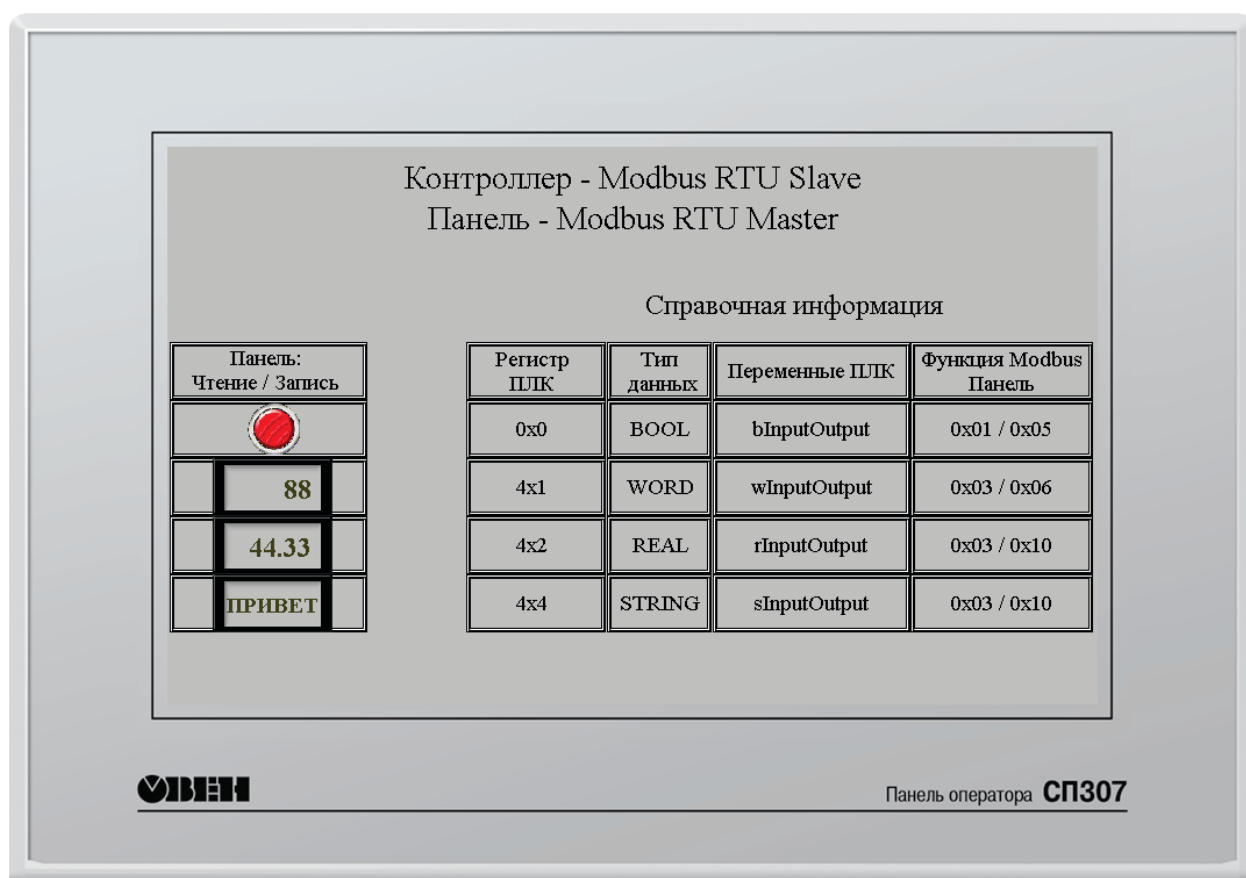 Контроллер - Modbus RTU Slave
Панель - Modbus RTU Master
Справочная информация
Панель:
Чтение / Запись
Регистр
ПЛК
Тип
данных
Переменные ПЛК
Функция Modbus
Панель
0x0
BOOL
bInputOutput
0x01 / 0x05
88
4x1
WORD
wInputOutput
0x03 / 0x06
44.33
4x2
REAL
rInputOutput
0x03 / 0x10
ПРИВЕТ
4x4
STRING
sInputOutput
0x03 / 0x10
ОВЕН
Панель оператора СП307